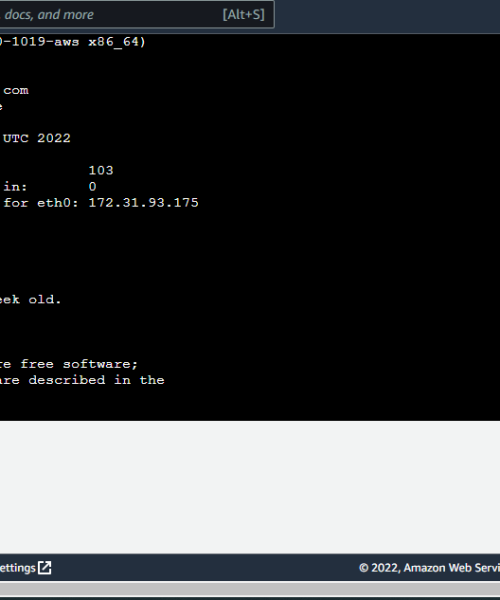 , docs, and more [Alt+S]
-1019-aws x86_64)
com
UTC 2022
103
in: 0
for eth0: 172.31.93.175
eek old.
re free software;
are described in the
ettings
© 2022, Amazon Web Servi